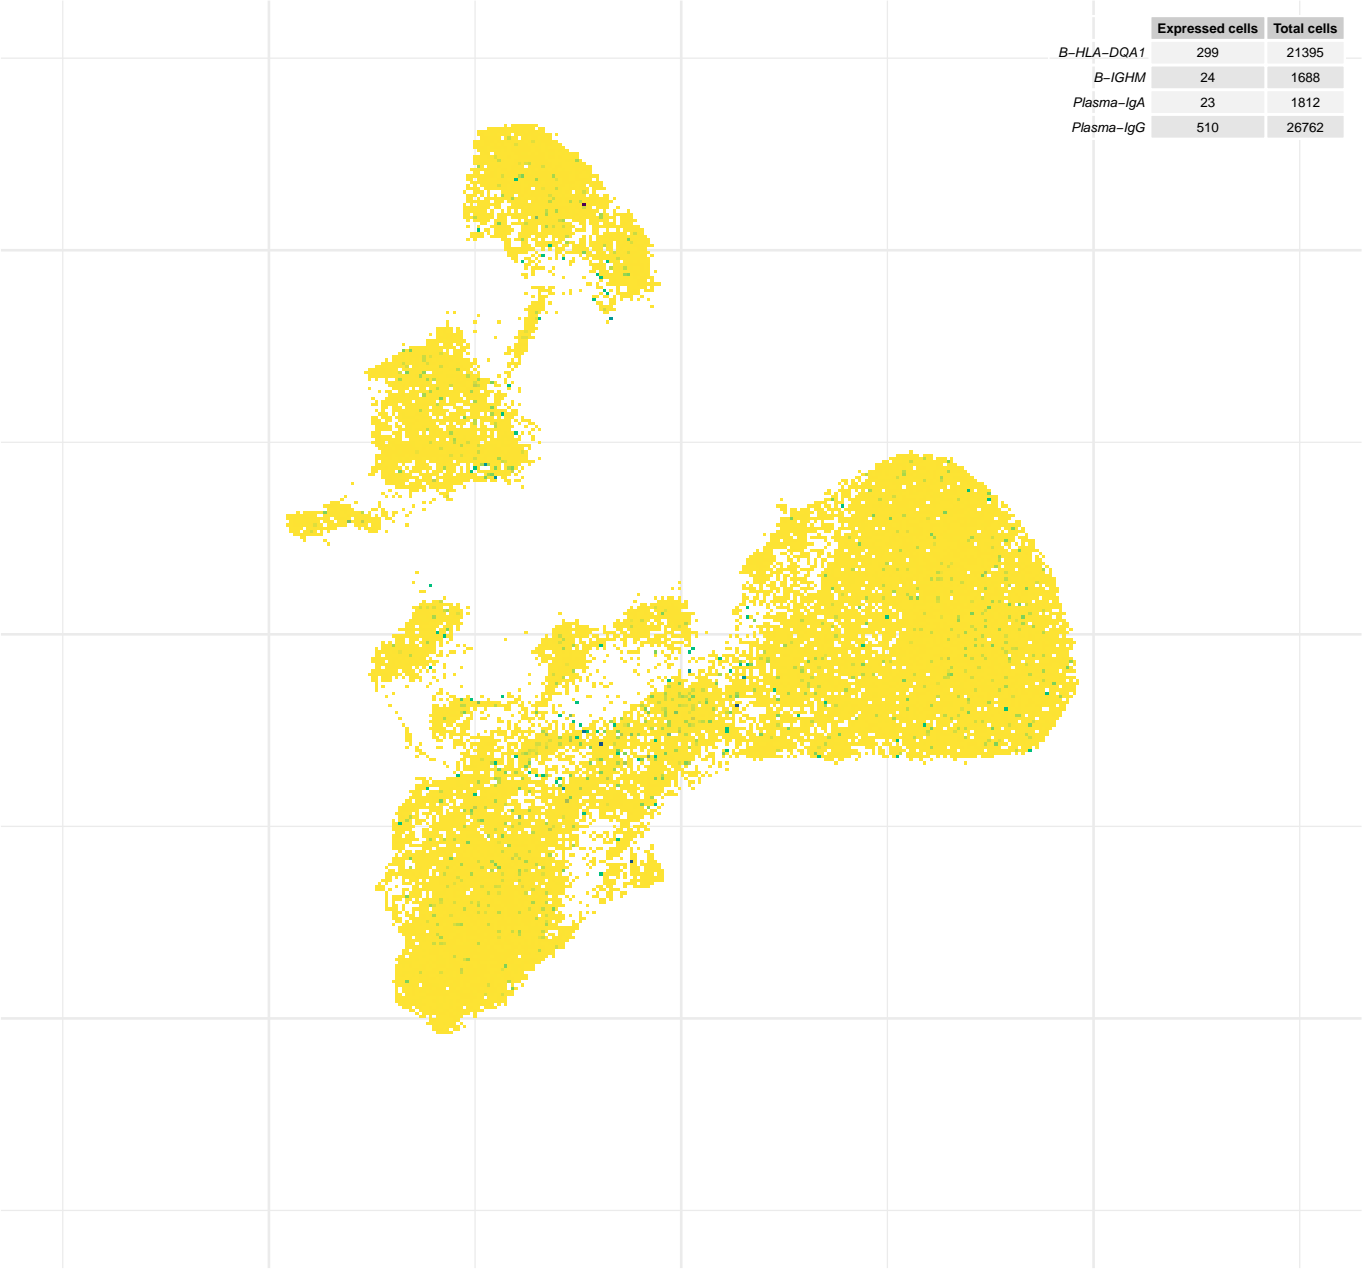 Expressed cells Total cells
B−HLA−DQA1 299 21395
B−IGHM 24 1688
Plasma−IgA 23 1812
Plasma−IgG 510 26762